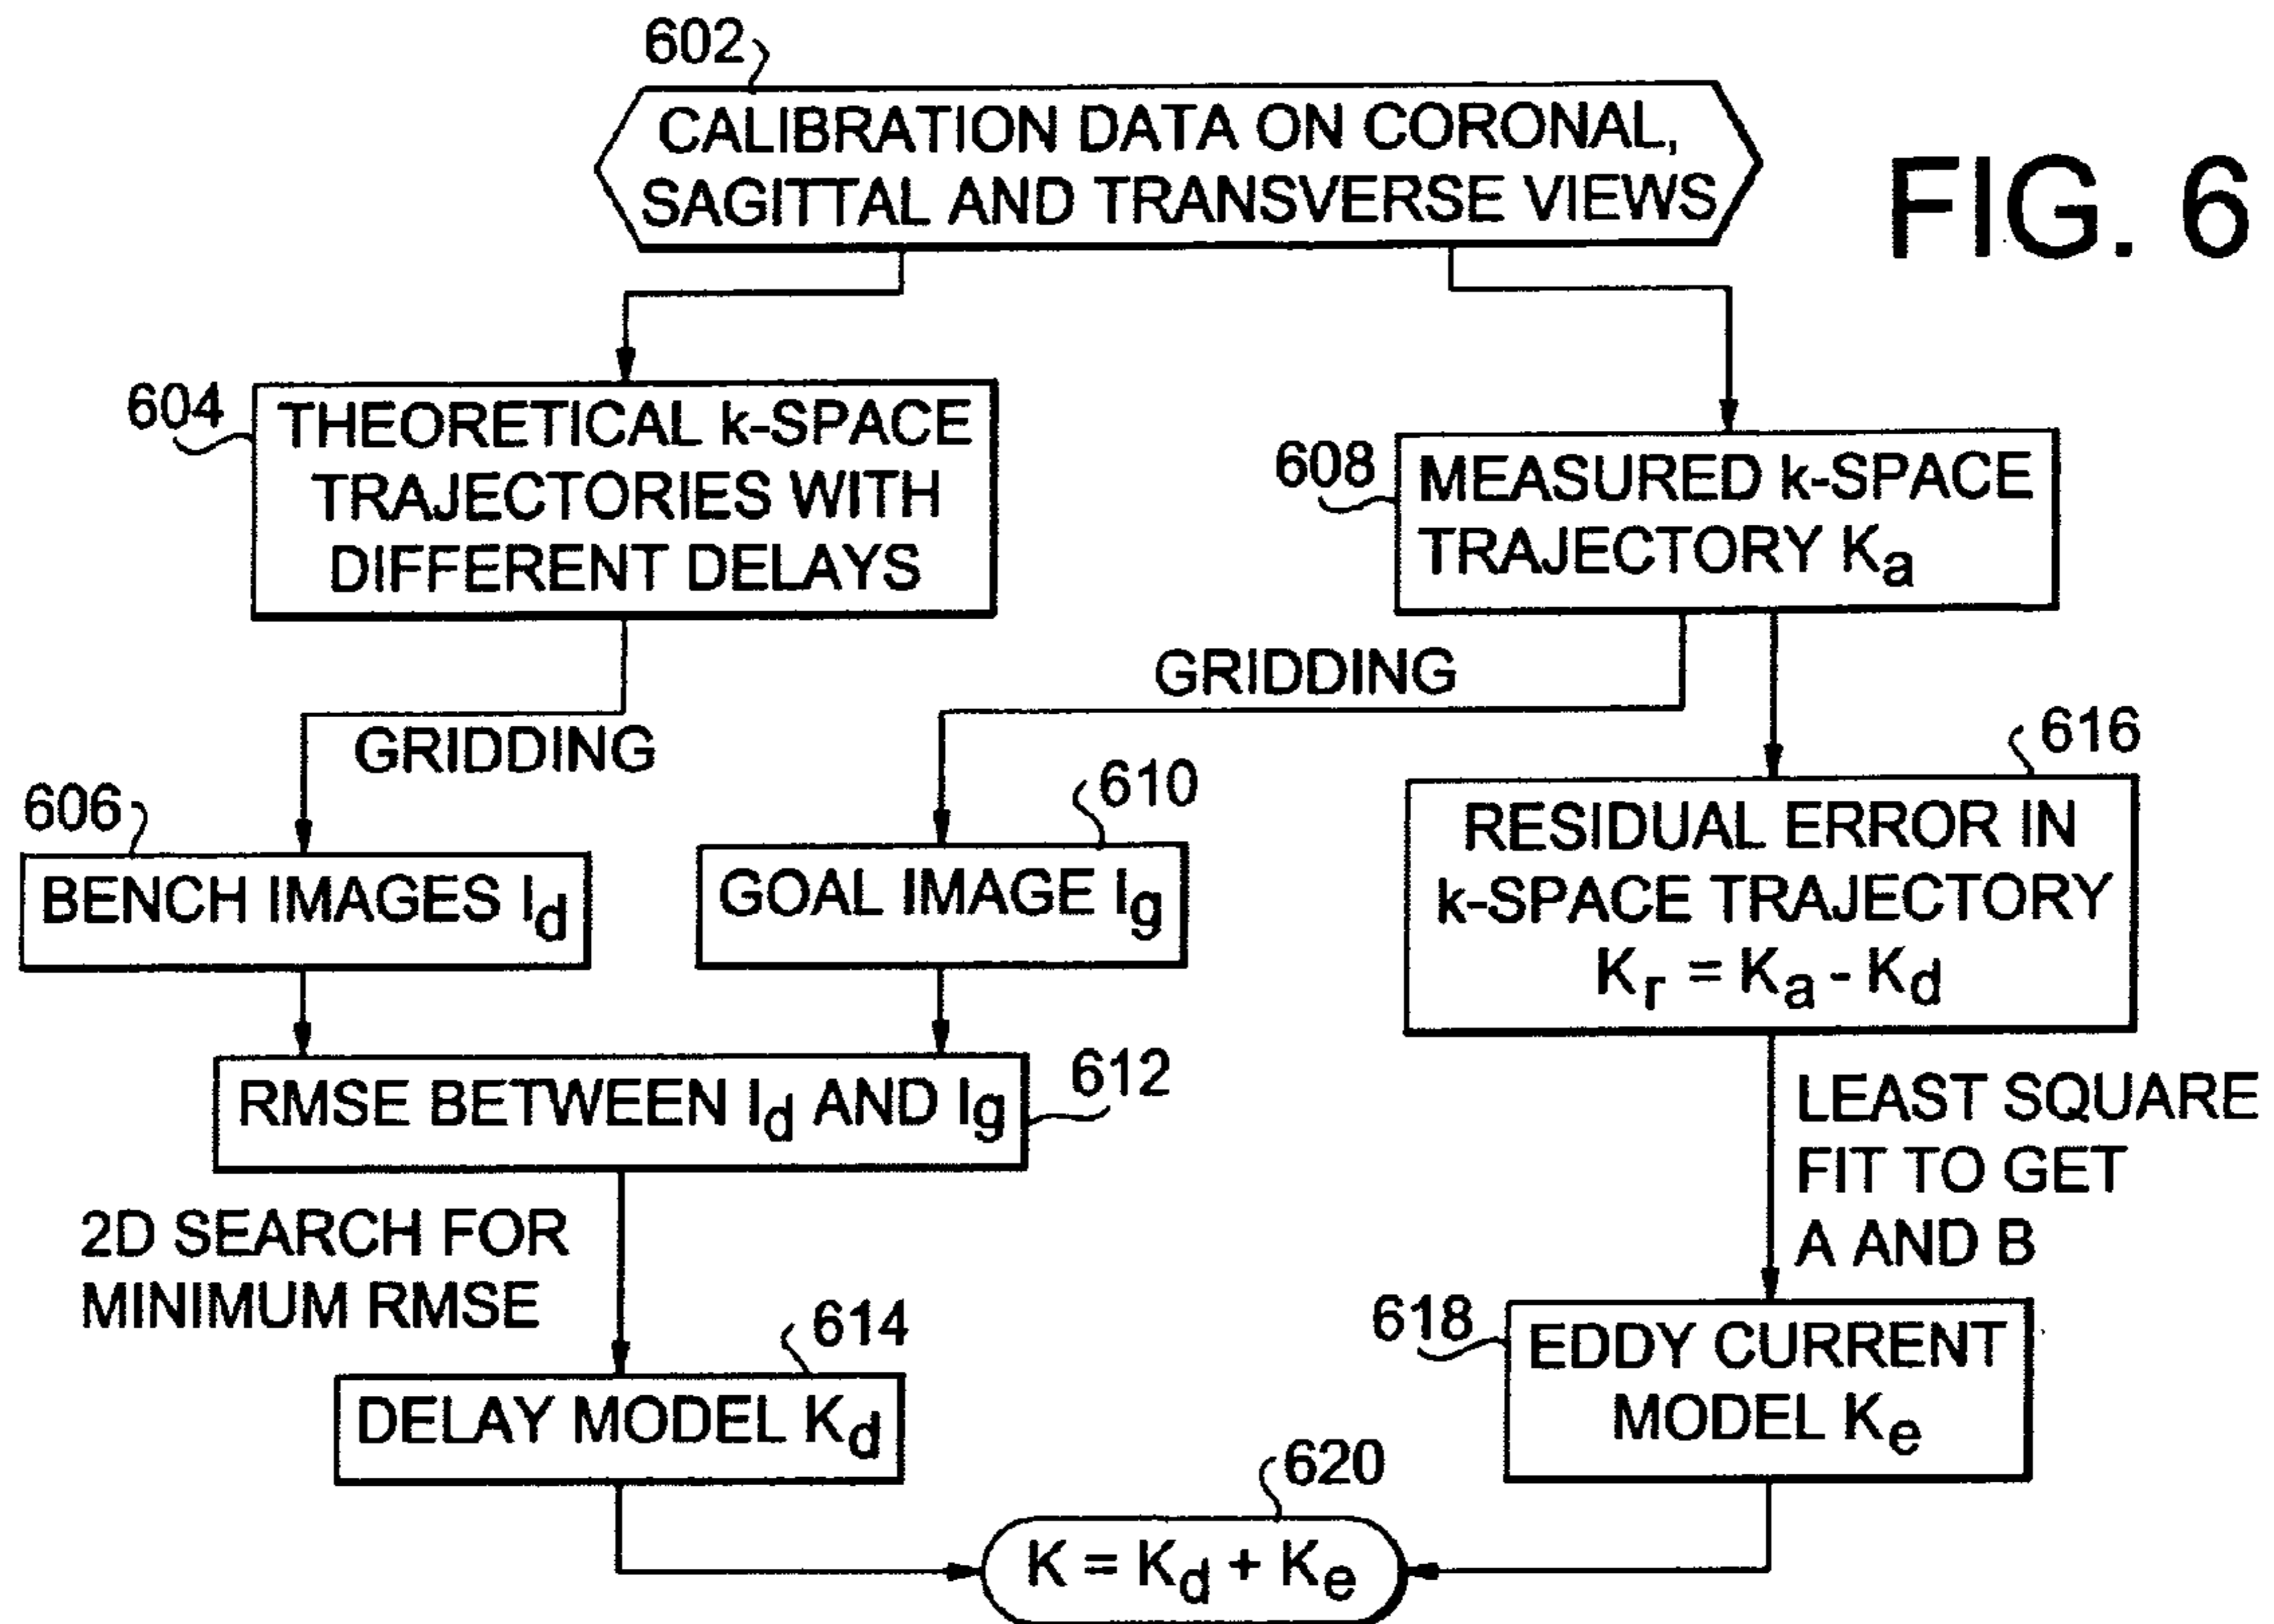 602
CALIBRATION DATA ON CORONAL,
SAGITTAL AND TRANSVERSE VIEWS
FIG. 6
604
THEORETICAL k-SPACE
TRAJECTORIES WITH
DIFFERENT DELAYS
608
MEASURED k-SPACE
TRAJECTORY Ka
GRIDDING
GRIDDING
606
BENCH IMAGES Id
610
GOAL IMAGE Ig
616
RESIDUAL ERROR IN
k-SPACE TRAJECTORY
Kr = Ka - Kd
RMSE BETWEEN Id AND Ig
612
LEAST SQUARE
FIT TO GET
A AND B
2D SEARCH FOR
MINIMUM RMSE
614
DELAY MODEL Kd
618
EDDY CURRENT
MODEL Ke
620
K = Kd + Ke